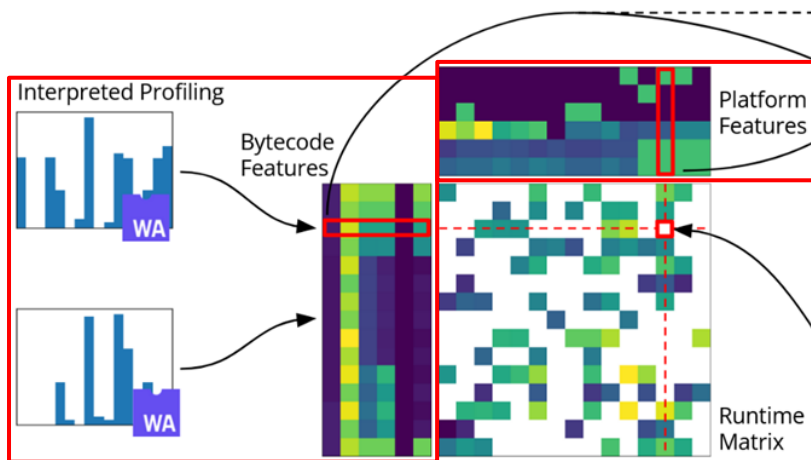 Interpreted Profiling
WA
Bytecode
Features
WA
Platform
Features
Runtime
Matrix